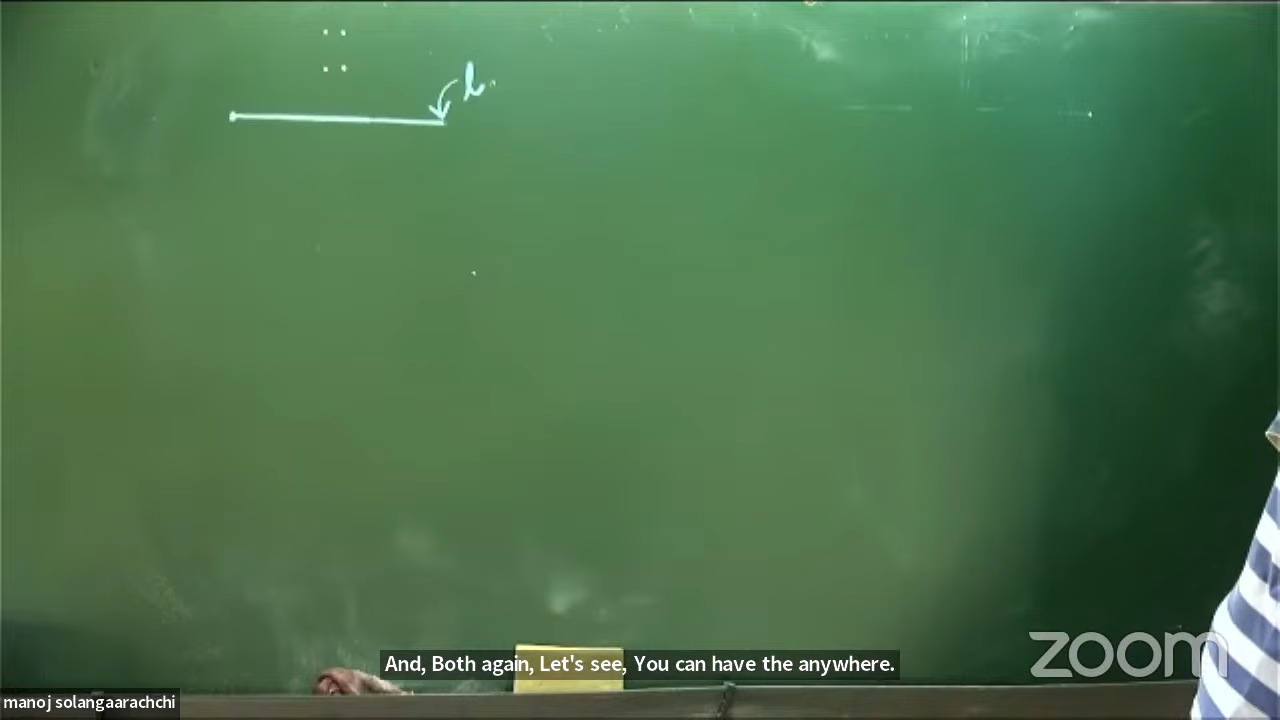 And, Both again, Let's see, You can have the anywhere.
zoom
manoj solangaarachchi